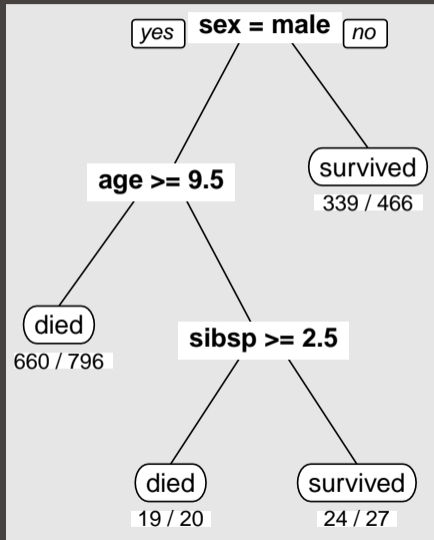 yes sex = male no
survived
339 / 466
age >= 9.5
died
660 / 796
sibsp >= 2.5
died survived
19 / 20 24 / 27